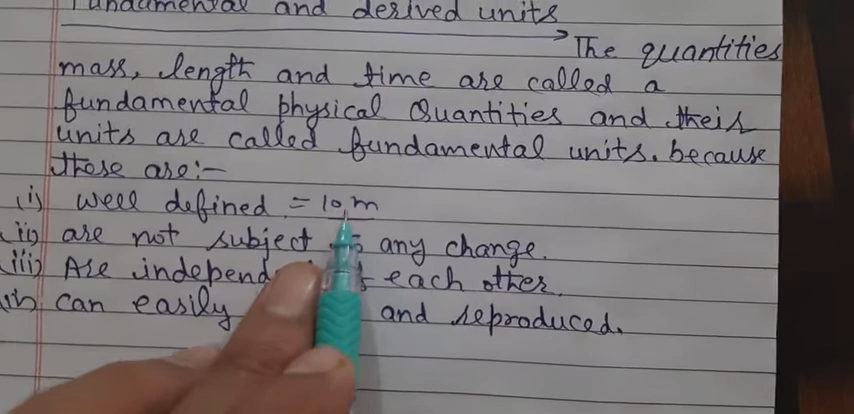 Fundamental and derived units
→ The quantities
mass, length and time are called a
fundamental physical Quantities and their
units are called fundamental units. because
these are:-
(i) well defined = 10m
(ii) are not subject any change.
(iii) Are independ each other.
(iv) can easily and reproduced.